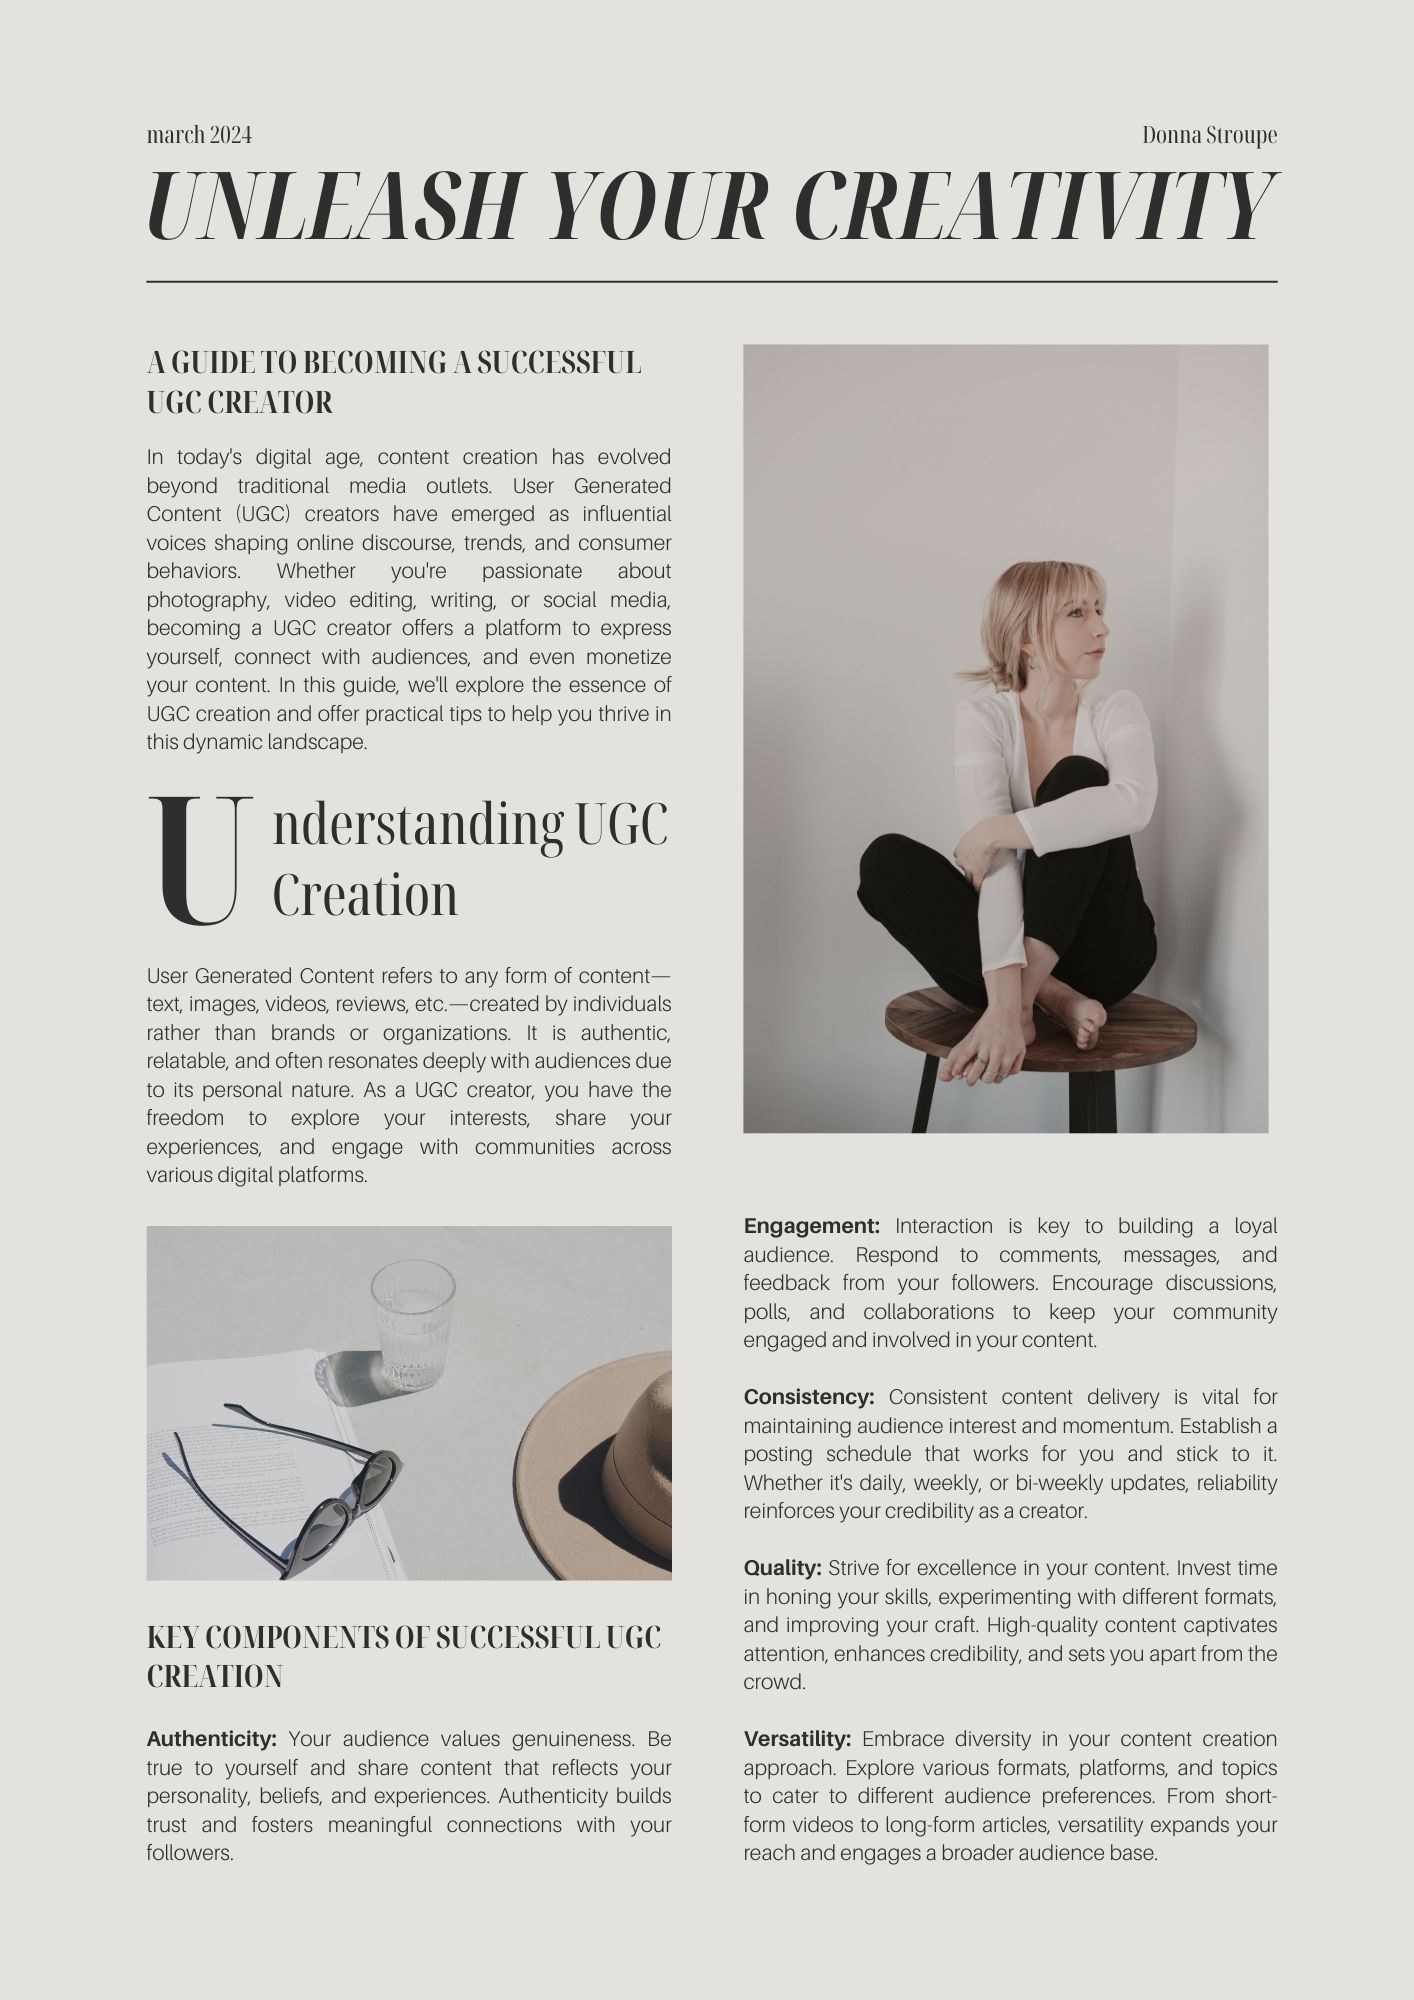 march 2024
Donna Stroupe
UNLEASH YOUR CREATIVITY
A GUIDE TO BECOMING A SUCCESSFUL
UGC CREATOR
In today's digital age, content creation has evolved
beyond traditional media outlets. User Generated
Content (UGC) creators have emerged as influential
voices shaping online discourse, trends, and consumer
behaviors. Whether you're passionate about
photography, video editing, writing, or social media,
becoming a UGC creator offers a platform to express
yourself, connect with audiences, and even monetize
your content. In this guide, we'll explore the essence of
UGC creation and offer practical tips to help you thrive in
this dynamic landscape.
Understanding UGC
Creation
User Generated Content refers to any form of content—
text, images, videos, reviews, etc.—created by individuals
rather than brands or organizations. It is authentic,
relatable, and often resonates deeply with audiences due
to its personal nature. As a UGC creator, you have the
freedom to explore your interests, share your
experiences, and engage with communities across
various digital platforms.
KEY COMPONENTS OF SUCCESSFUL UGC
CREATION
Authenticity: Your audience values genuineness. Be
true to yourself and share content that reflects your
personality, beliefs, and experiences. Authenticity builds
trust and fosters meaningful connections with your
followers.
Engagement: Interaction is key to building a loyal
audience. Respond to comments, messages, and
feedback from your followers. Encourage discussions,
polls, and collaborations to keep your community
engaged and involved in your content.
Consistency: Consistent content delivery is vital for
maintaining audience interest and momentum. Establish a
posting schedule that works for you and stick to it.
Whether it's daily, weekly, or bi-weekly updates, reliability
reinforces your credibility as a creator.
Quality: Strive for excellence in your content. Invest time
in honing your skills, experimenting with different formats,
and improving your craft. High-quality content captivates
attention, enhances credibility, and sets you apart from the
crowd.
Versatility: Embrace diversity in your content creation
approach. Explore various formats, platforms, and topics
to cater to different audience preferences. From short-
form videos to long-form articles, versatility expands your
reach and engages a broader audience base.